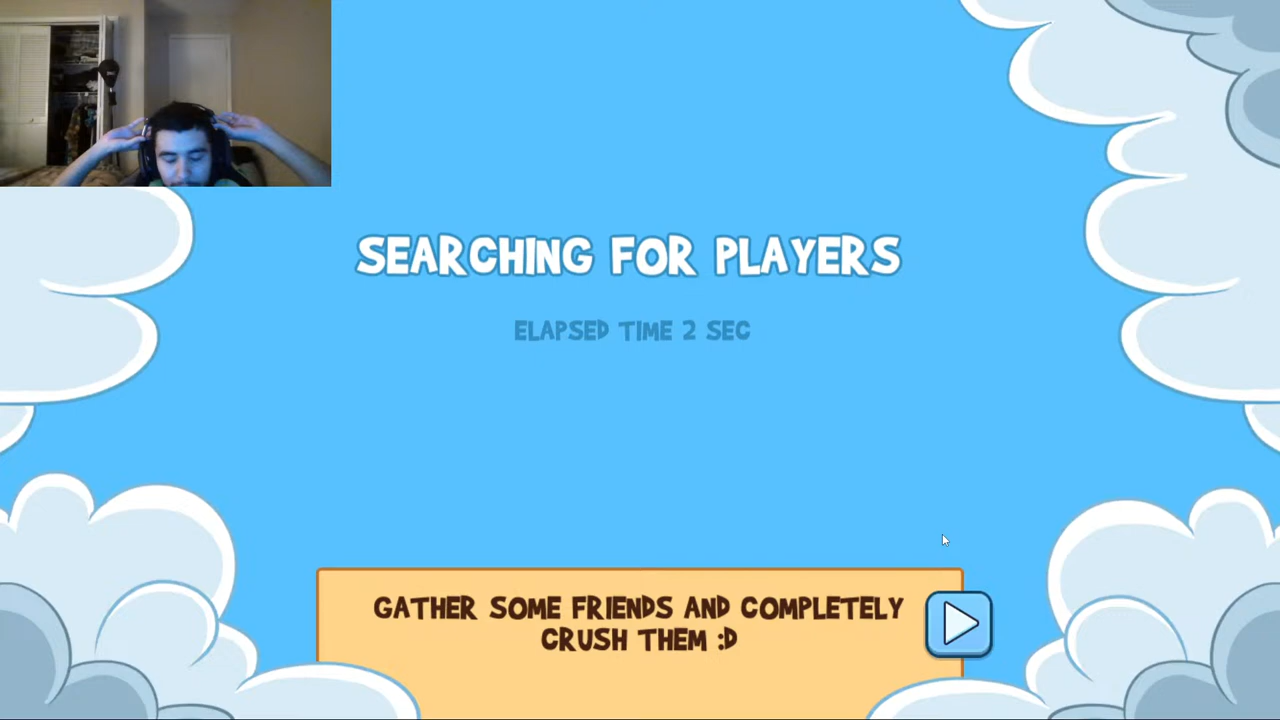 SEARCHING FOR PLAYERS
ELAPSED TIME 2 SEC
GATHER SOME FRIENDS AND COMPLETELY
CRUSH THEM :D